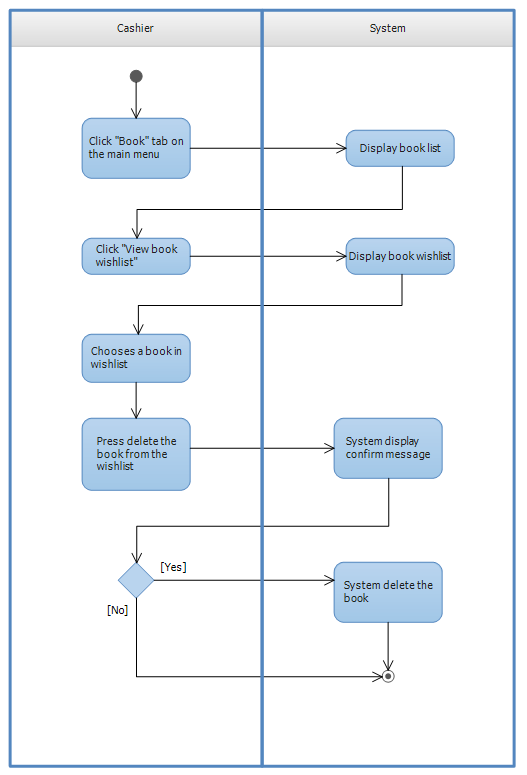 Cashier
System
Click "Book" tab on
the main menu
Display book list
Click "View book
wishlist"
Display book wishlist
Chooses a book in
wishlist
Press delete the
book from the
wishlist
System display
confirm message
[Yes]
System delete the
book
[No]